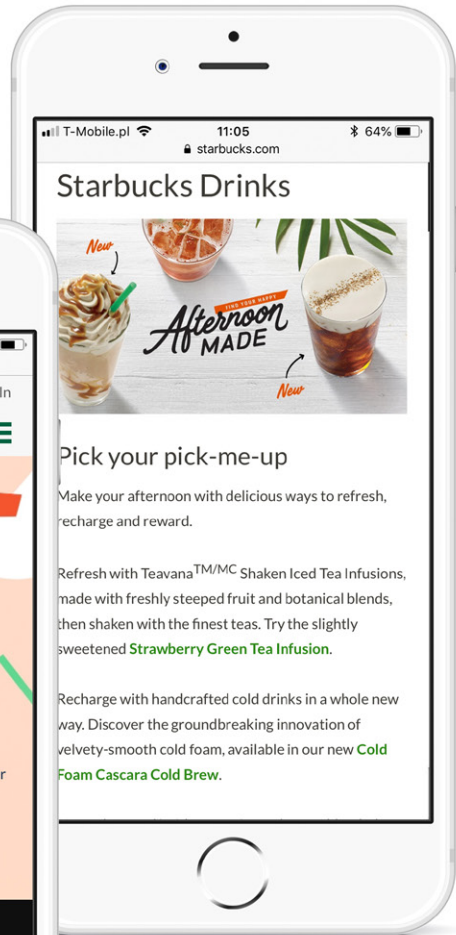 T-Mobile.pl 11:05 64%
starbucks.com
Starbucks Drinks
New
FIND YOUR HAPPY
Afternoon
MADE
New
Pick your pick-me-up
Make your afternoon with delicious ways to refresh,
recharge and reward.
Refresh with Teavana™/MC Shaken Iced Tea Infusions,
made with freshly steeped fruit and botanical blends,
then shaken with the finest teas. Try the slightly
sweetened Strawberry Green Tea Infusion.
Recharge with handcrafted cold drinks in a whole new
way. Discover the groundbreaking innovation of
velvety-smooth cold foam, available in our new Cold
Foam Cascara Cold Brew.